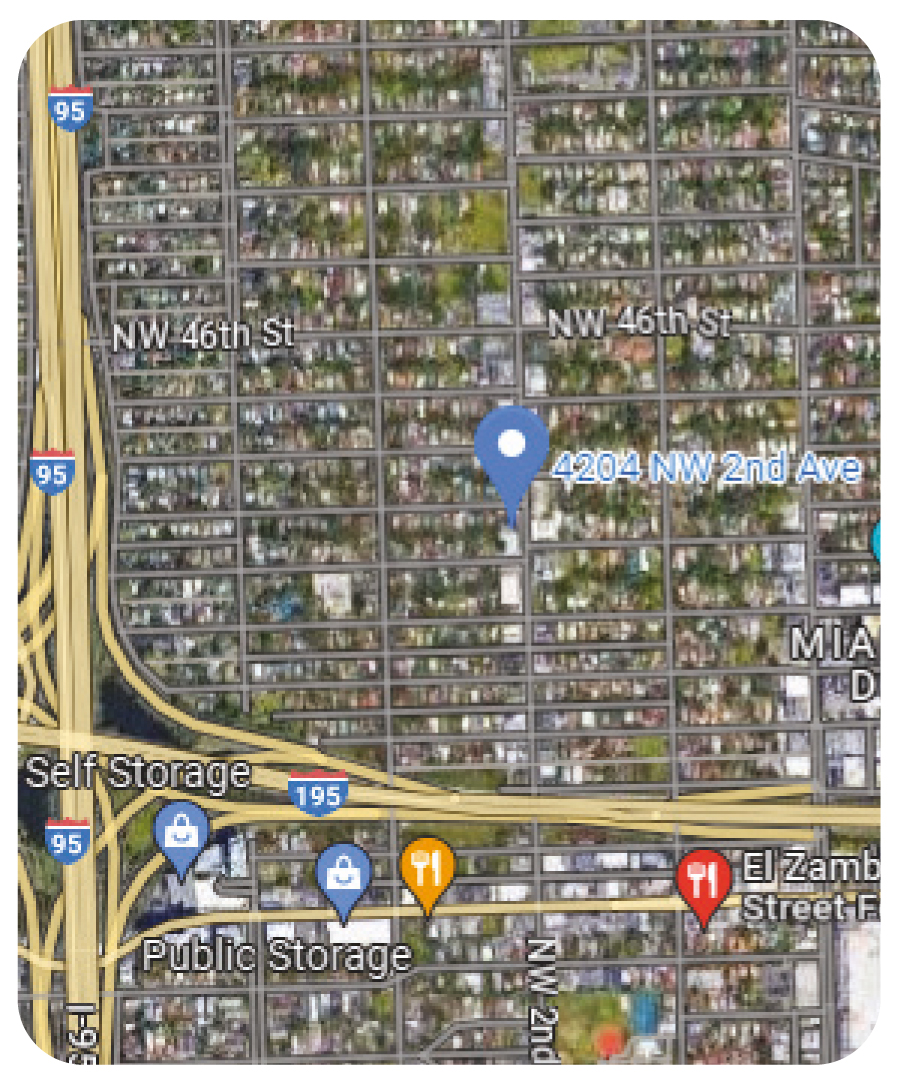 95
NW 46th St
NW 46th St
4204 NW 2nd Ave
95
MIA
D
Self Storage
195
95
El Zamb
Street F
Public Storage
NW 2nd
I-95